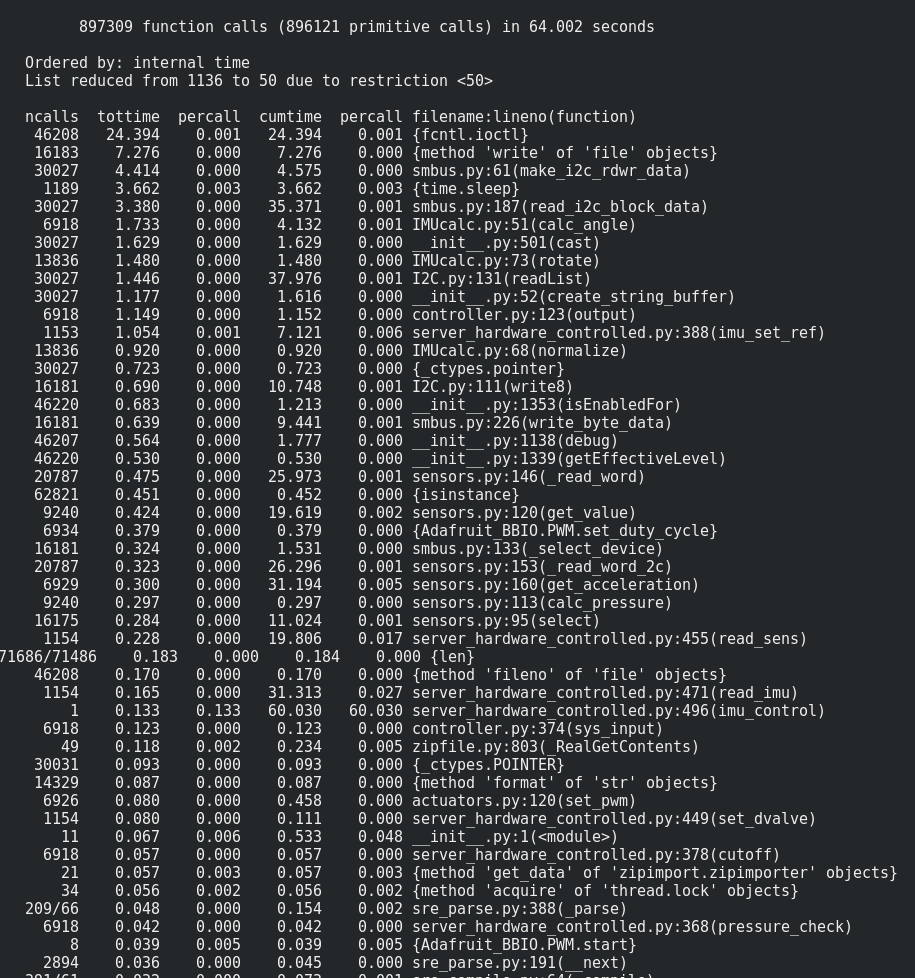 897309 function calls (896121 primitive calls) in 64.002 seconds
Ordered by: internal time
List reduced from 1136 to 50 due to restriction <50>
ncalls tottime percall cumtime percall filename:lineno(function)
46208 24.394 0.001 24.394 0.001 {fcntl.ioctl}
16183 7.276 0.000 7.276 0.000 {method 'write' of 'file' objects}
30027 4.414 0.000 4.575 0.000 smbus.py:61(make_i2c_rdwr_data)
1189 3.662 0.003 3.662 0.003 {time.sleep}
30027 3.380 0.000 35.371 0.001 smbus.py:187(read_i2c_block_data)
6918 1.733 0.000 4.132 0.001 IMUcalc.py:51(calc_angle)
30027 1.629 0.000 1.629 0.000 __init__.py:501(cast)
13836 1.480 0.000 1.480 0.000 IMUcalc.py:73(rotate)
30027 1.446 0.000 37.976 0.001 I2C.py:131(readList)
30027 1.177 0.000 1.616 0.000 __init__.py:52(create_string_buffer)
6918 1.149 0.000 1.152 0.000 controller.py:123(output)
1153 1.054 0.001 7.121 0.006 server_hardware_controlled.py:388(imu_set_ref)
13836 0.920 0.000 0.920 0.000 IMUcalc.py:68(normalize)
30027 0.723 0.000 0.723 0.000 {_ctypes.pointer}
16181 0.690 0.000 10.748 0.001 I2C.py:111(write8)
46220 0.683 0.000 1.213 0.000 __init__.py:1353(isEnabledFor)
16181 0.639 0.000 9.441 0.001 smbus.py:226(write_byte_data)
46207 0.564 0.000 1.777 0.000 __init__.py:1138(debug)
46220 0.530 0.000 0.530 0.000 __init__.py:1339(getEffectiveLevel)
20787 0.475 0.000 25.973 0.001 sensors.py:146(_read_word)
62821 0.451 0.000 0.452 0.000 {isinstance}
9240 0.424 0.000 19.619 0.002 sensors.py:120(get_value)
6934 0.379 0.000 0.379 0.000 {Adafruit_BBIO.PWM.set_duty_cycle}
16181 0.324 0.000 1.531 0.000 smbus.py:133(_select_device)
20787 0.323 0.000 26.296 0.001 sensors.py:153(_read_word_2c)
6929 0.300 0.000 31.194 0.005 sensors.py:160(get_acceleration)
9240 0.297 0.000 0.297 0.000 sensors.py:113(calc_pressure)
16175 0.284 0.000 11.024 0.001 sensors.py:95(select)
1154 0.228 0.000 19.806 0.017 server_hardware_controlled.py:455(read_sens)
71686/71486 0.183 0.000 0.184 0.000 {len}
46208 0.170 0.000 0.170 0.000 {method 'fileno' of 'file' objects}
1154 0.165 0.000 31.313 0.027 server_hardware_controlled.py:471(read_imu)
1 0.133 0.133 60.030 60.030 server_hardware_controlled.py:496(imu_control)
6918 0.123 0.000 0.123 0.000 controller.py:374(sys_input)
49 0.118 0.002 0.234 0.005 zipfile.py:803(_RealGetContents)
30031 0.093 0.000 0.093 0.000 {_ctypes.POINTER}
14329 0.087 0.000 0.087 0.000 {method 'format' of 'str' objects}
6926 0.080 0.000 0.458 0.000 actuators.py:120(set_pwm)
1154 0.080 0.000 0.111 0.000 server_hardware_controlled.py:449(set_dvalve)
11 0.067 0.006 0.533 0.048 __init__.py:1(<module>)
6918 0.057 0.000 0.057 0.000 server_hardware_controlled.py:378(cutoff)
21 0.057 0.003 0.057 0.003 {method 'get_data' of 'zipimport.zipimporter' objects}
34 0.056 0.002 0.056 0.002 {method 'acquire' of 'thread.lock' objects}
209/66 0.048 0.000 0.154 0.002 sre_parse.py:388(_parse)
6918 0.042 0.000 0.042 0.000 server_hardware_controlled.py:368(pressure_check)
8 0.039 0.005 0.039 0.005 {Adafruit_BBIO.PWM.start}
2894 0.036 0.000 0.045 0.000 sre_parse.py:191(__next)